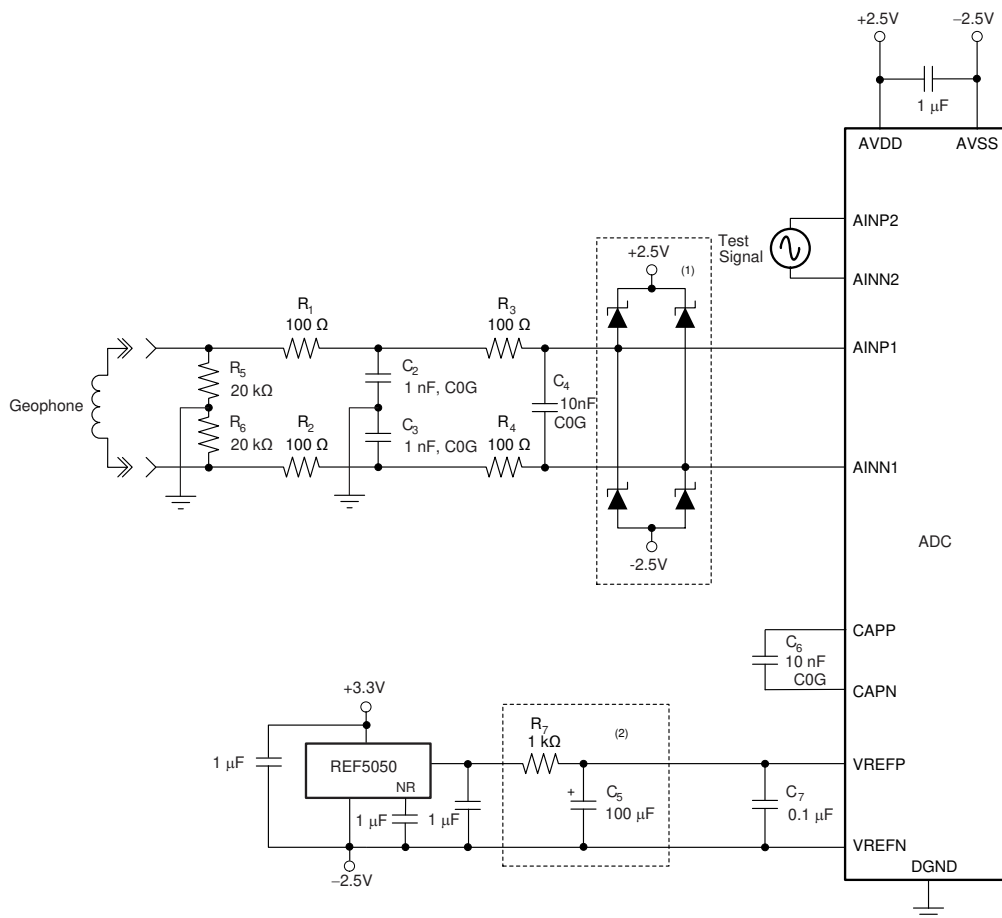 +2.5V
−2.5V
1 μF
AVDD
AVSS
AINP2
Test
Signal
AINN2
+2.5V
(1)
R1
100 Ω
R3
100 Ω
AINP1
R5
20 kΩ
C2
1 nF, C0G
C4
10nF
C0G
Geophone
R6
20 kΩ
R2
100 Ω
C3
1 nF, C0G
R4
100 Ω
AINN1
-2.5V
ADC
CAPP
C6
10 nF
C0G
CAPN
+3.3V
R7
1 kΩ
(2)
1 μF
REF5050
VREFP
NR
1 μF
1 μF
+
C5
100 μF
C7
0.1 μF
VREFN
−2.5V
DGND